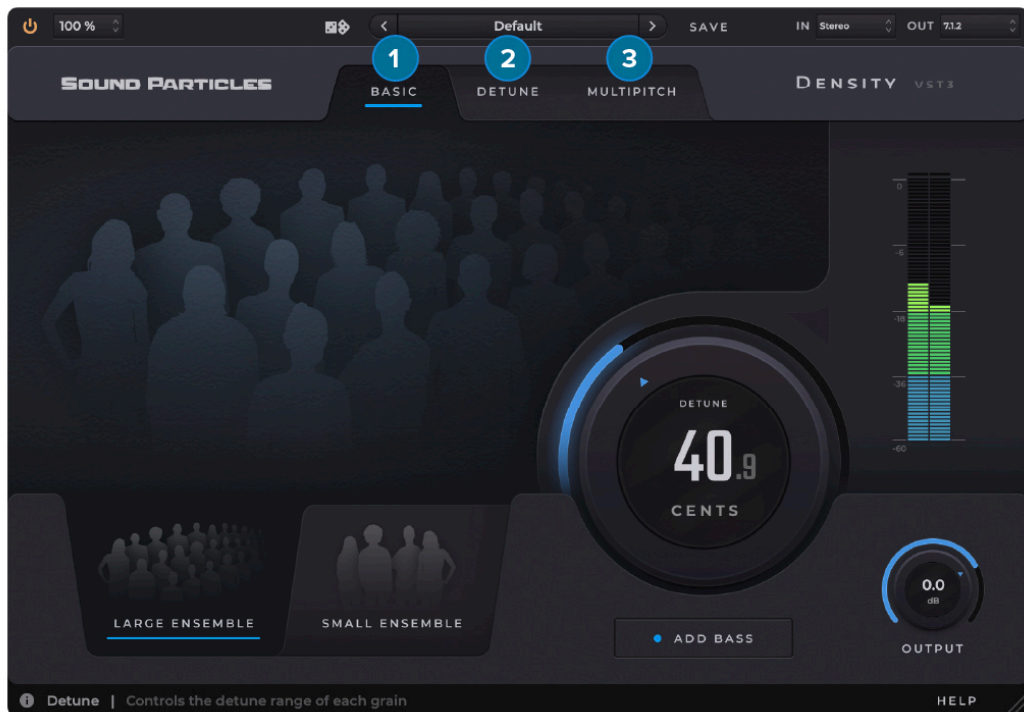 100 %
Default
SAVE
IN Stereo
OUT 7.1.2
1 2 3
SOUND PARTICLES
BASIC DETUNE MULTIPITCH
DENSITY VST3
0
-6
-18
-36
-60
DETUNE
40.9
CENTS
LARGE ENSEMBLE
SMALL ENSEMBLE
ADD BASS
0.0
dB
OUTPUT
Detune | Controls the detune range of each grain
HELP